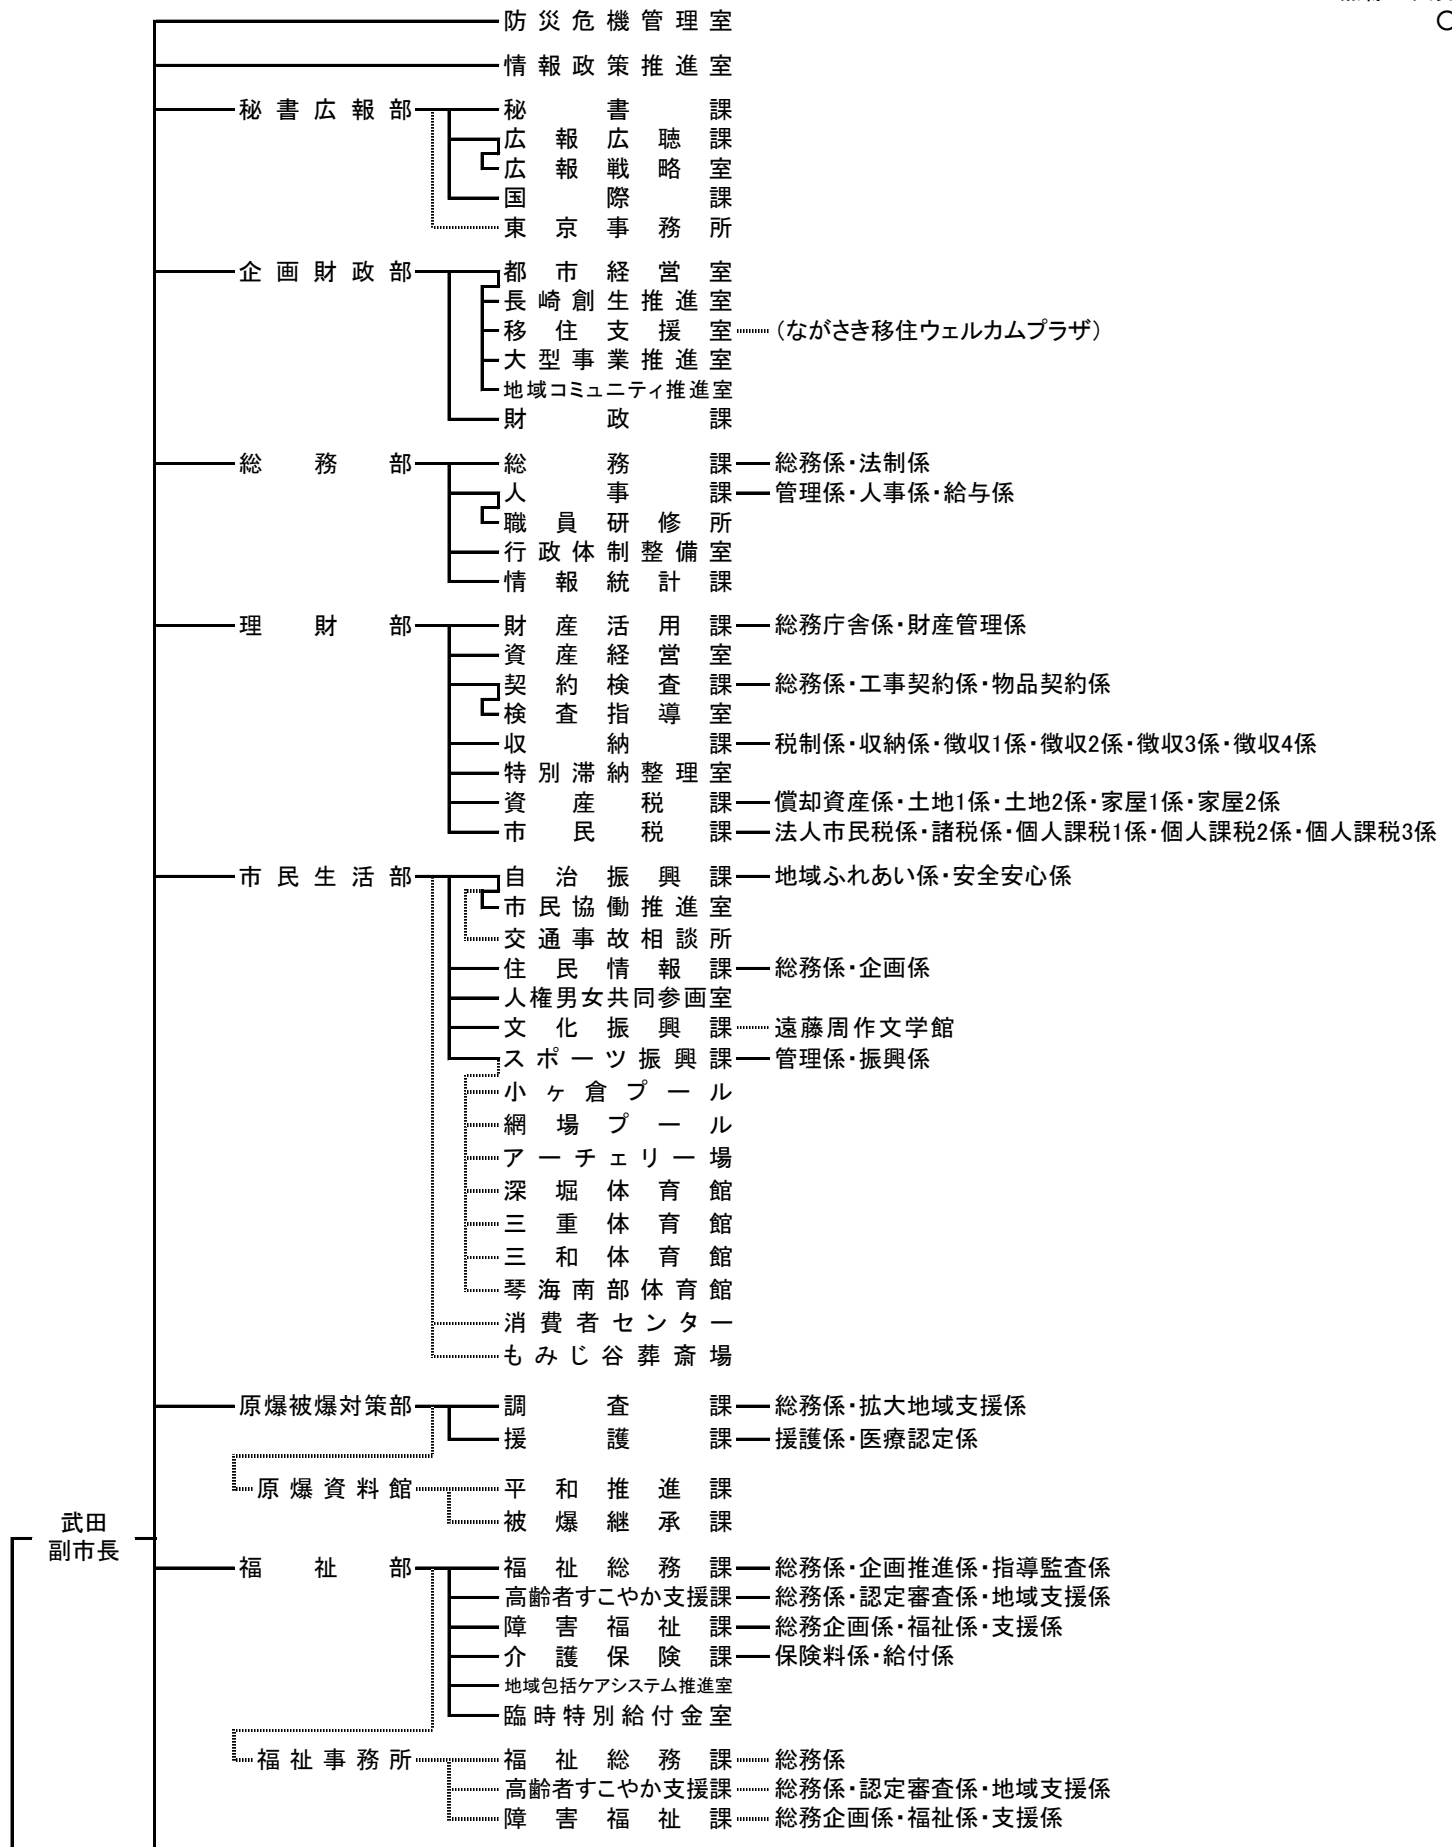 防災危機管理室
情報政策推進室
秘書広報部 秘書課
広報広聴課
広報戦略室
国際課
東京事務所
企画財政部 都市経営室
長崎創生推進室
移住支援室 (ながさき移住ウェルカムプラザ)
大型事業推進室
地域コミュニティ推進室
財政課
総務部 総務課 総務係・法制係
人事課 管理係・人事係・給与係
職員研修所
行政体制整備室
情報統計課
理財部 財産活用課 総務庁舎係・財産管理係
資産経営室
契約検査課 総務係・工事契約係・物品契約係
検査指導室
収納課 税制係・収納係・徴収1係・徴収2係・徴収3係・徴収4係
特別滞納整理室
資産税課 償却資産係・土地1係・土地2係・家屋1係・家屋2係
市民税課 法人市民税係・諸税係・個人課税1係・個人課税2係・個人課税3係
市民生活部 自治振興課 地域ふれあい係・安全安心係
市民協働推進室
交通事故相談所
住民情報課 総務係・企画係
人権男女共同参画室
文化振興課 遠藤周作文学館
スポーツ振興課 管理係・振興係
小ヶ倉プール
網場プール
アーチェリー場
深堀体育館
三重体育館
三和体育館
琴海南部体育館
消費者センター
もみじ谷葬斎場
原爆被爆対策部 調査課 総務係・拡大地域支援係
援護課 援護係・医療認定係
原爆資料館 平和推進課
被爆継承課
武田
副市長
福祉部 福祉総務課 総務係・企画推進係・指導監査係
高齢者すこやか支援課 総務係・認定審査係・地域支援係
障害福祉課 総務企画係・福祉係・支援係
介護保険課 保険料係・給付係
地域包括ケアシステム推進室
臨時特別給付金室
福祉事務所 福祉総務課 総務係
高齢者すこやか支援課 総務係・認定審査係・地域支援係
障害福祉課 総務企画係・福祉係・支援係